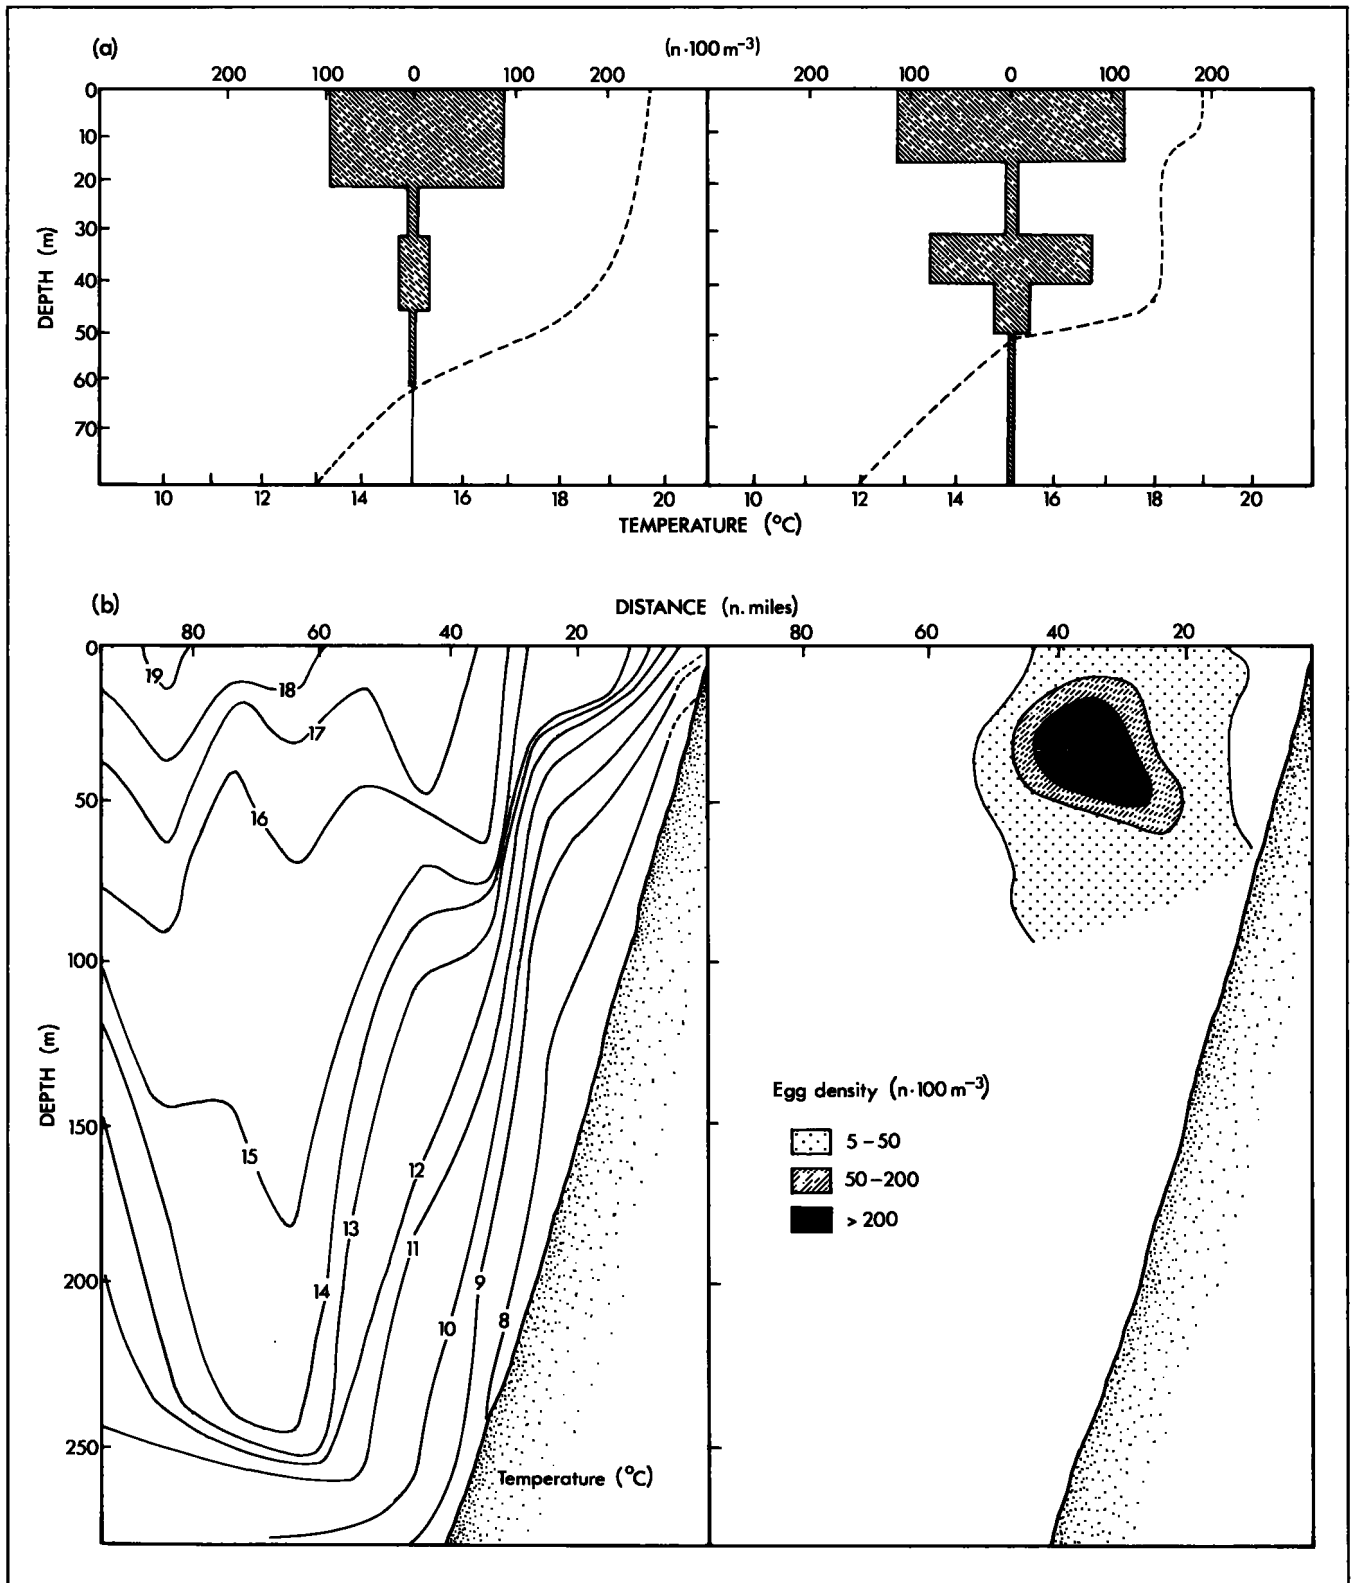 (a) (n·100 m⁻³)
200 100 0 100 200 200 100 0 100 200
0
10
20
30
40
50
60
70
DEPTH (m)
10 12 14 16 18 20 10 12 14 16 18 20
TEMPERATURE (°C)
(b) DISTANCE (n. miles)
80 60 40 20 80 60 40 20
0
50
100
150
200
250
DEPTH (m)
19
18
17
16
15
14
13
12
11
10
9
8
Temperature (°C)
Egg density (n·100 m⁻³)
5–50
50–200
> 200